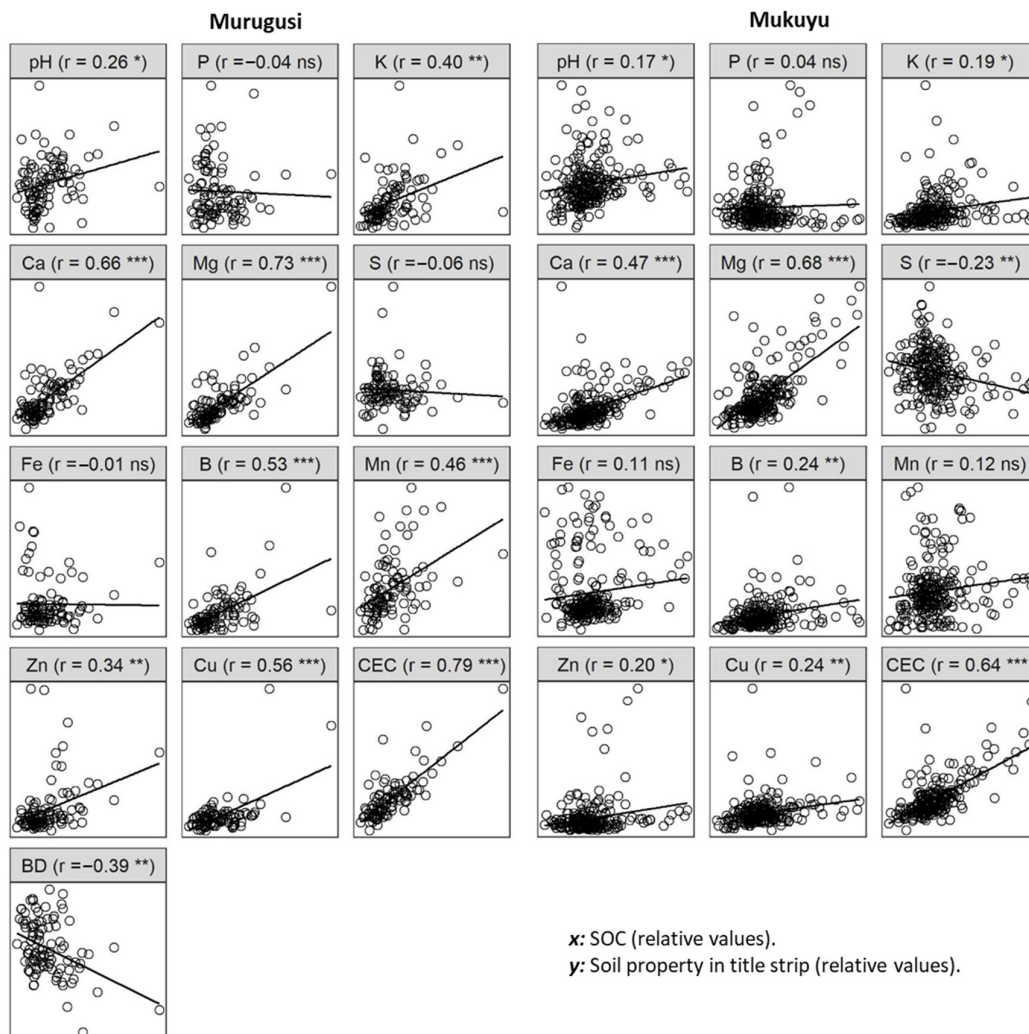 Murugusi
pH (r = 0.26 *) P (r =−0.04 ns) K (r = 0.40 **)
Ca (r = 0.66 ***) Mg (r = 0.73 ***) S (r =−0.06 ns)
Fe (r =−0.01 ns) B (r = 0.53 ***) Mn (r = 0.46 ***)
Zn (r = 0.34 **) Cu (r = 0.56 ***) CEC (r = 0.79 ***)
BD (r =−0.39 **)
Mukuyu
pH (r = 0.17 *) P (r = 0.04 ns) K (r = 0.19 *)
Ca (r = 0.47 ***) Mg (r = 0.68 ***) S (r =−0.23 **)
Fe (r = 0.11 ns) B (r = 0.24 **) Mn (r = 0.12 ns)
Zn (r = 0.20 *) Cu (r = 0.24 **) CEC (r = 0.64 ***
x: SOC (relative values).
y: Soil property in title strip (relative values).